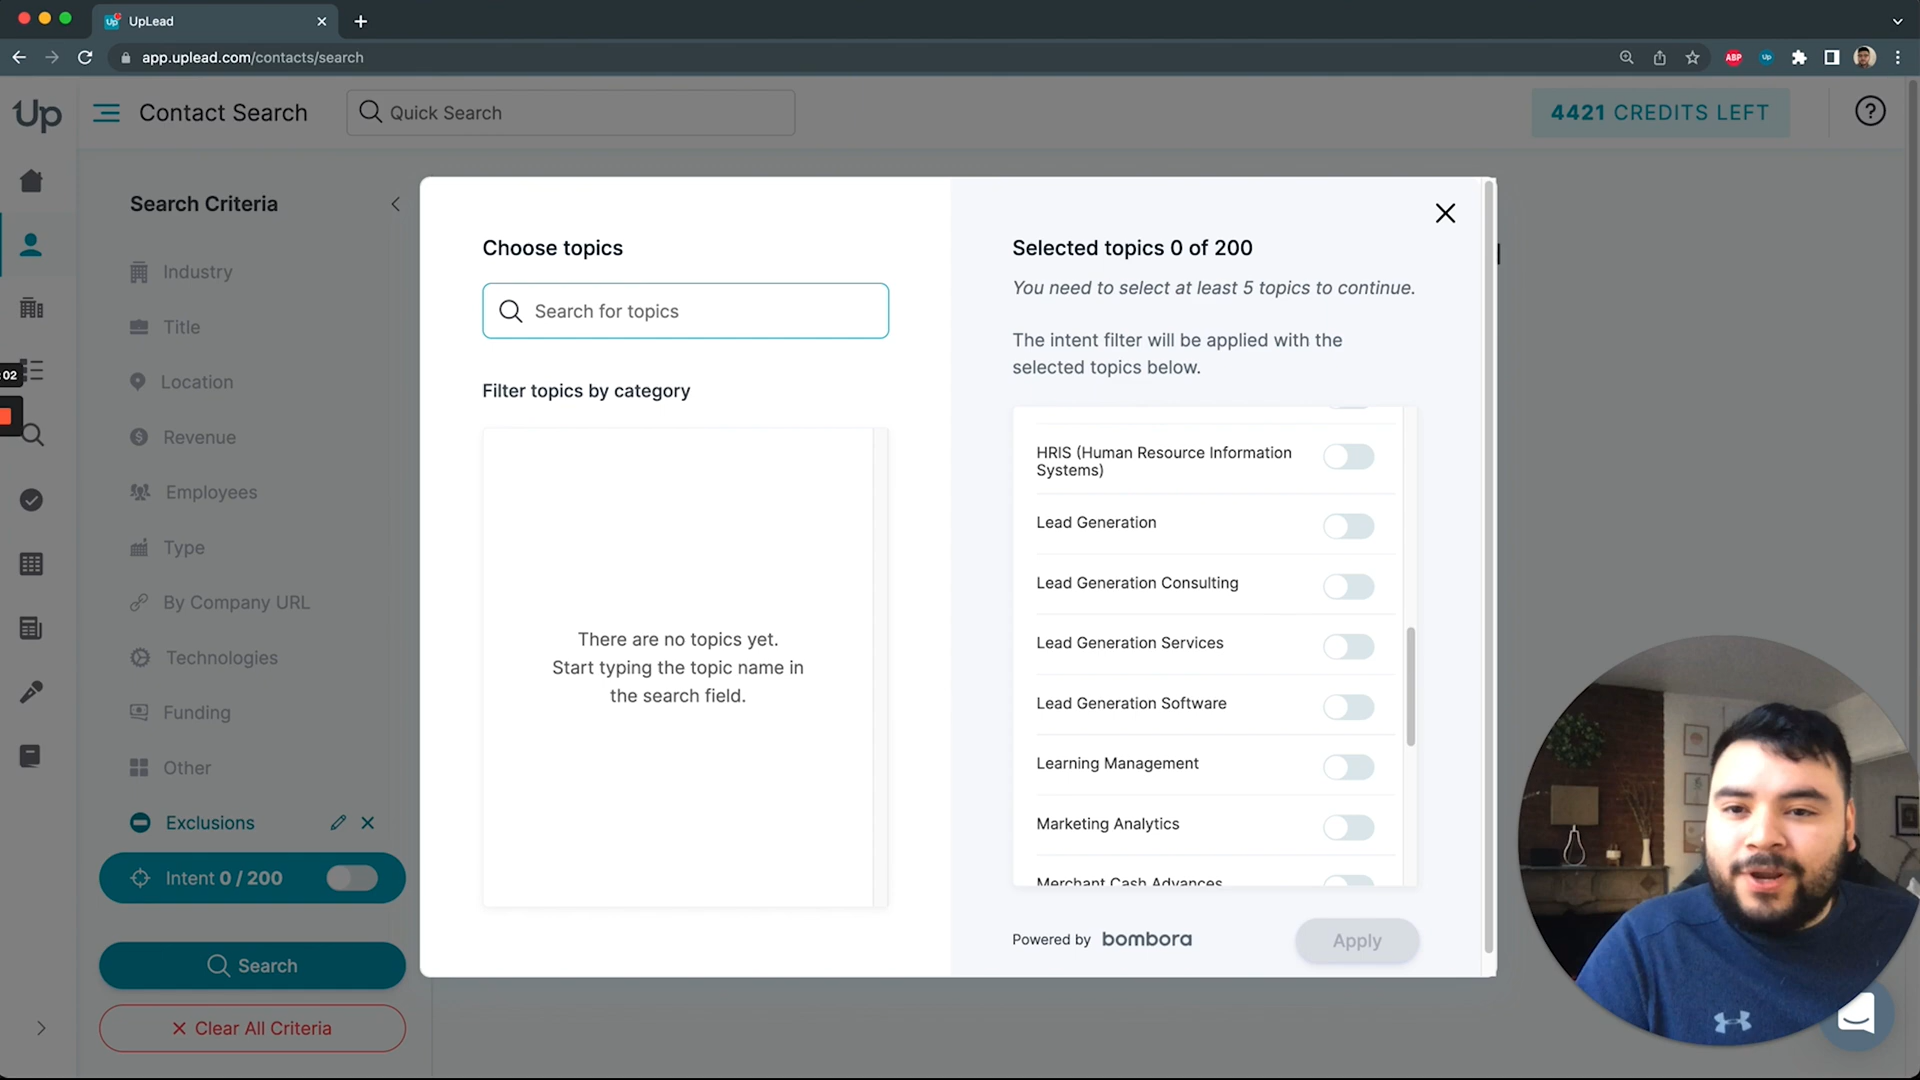 UpLead
app.uplead.com/contacts/search
ABP
Up
Up
Contact Search
Quick Search
4421 CREDITS LEFT
Search Criteria
Industry
Title
Location
Revenue
Employees
Type
By Company URL
Technologies
Funding
Other
Exclusions
Intent 0 / 200
Search
Clear All Criteria
:02
Choose topics
Search for topics
Filter topics by category
There are no topics yet.
Start typing the topic name in
the search field.
Selected topics 0 of 200
You need to select at least 5 topics to continue.
The intent filter will be applied with the
selected topics below.
HRIS (Human Resource Information
Systems)
Lead Generation
Lead Generation Consulting
Lead Generation Services
Lead Generation Software
Learning Management
Marketing Analytics
Merchant Cash Advances
Powered by bombora
Apply